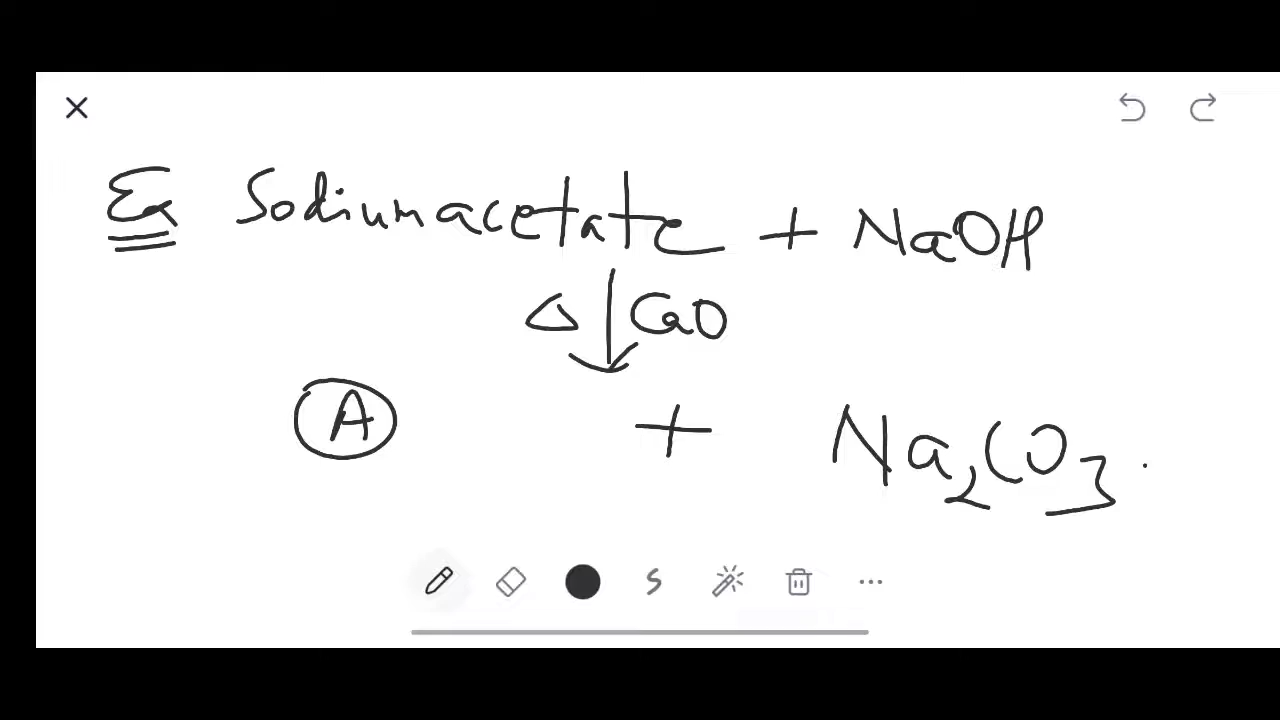 Ex Sodiumacetate + NaOH
Δ CaO
A + Na₂CO₃.